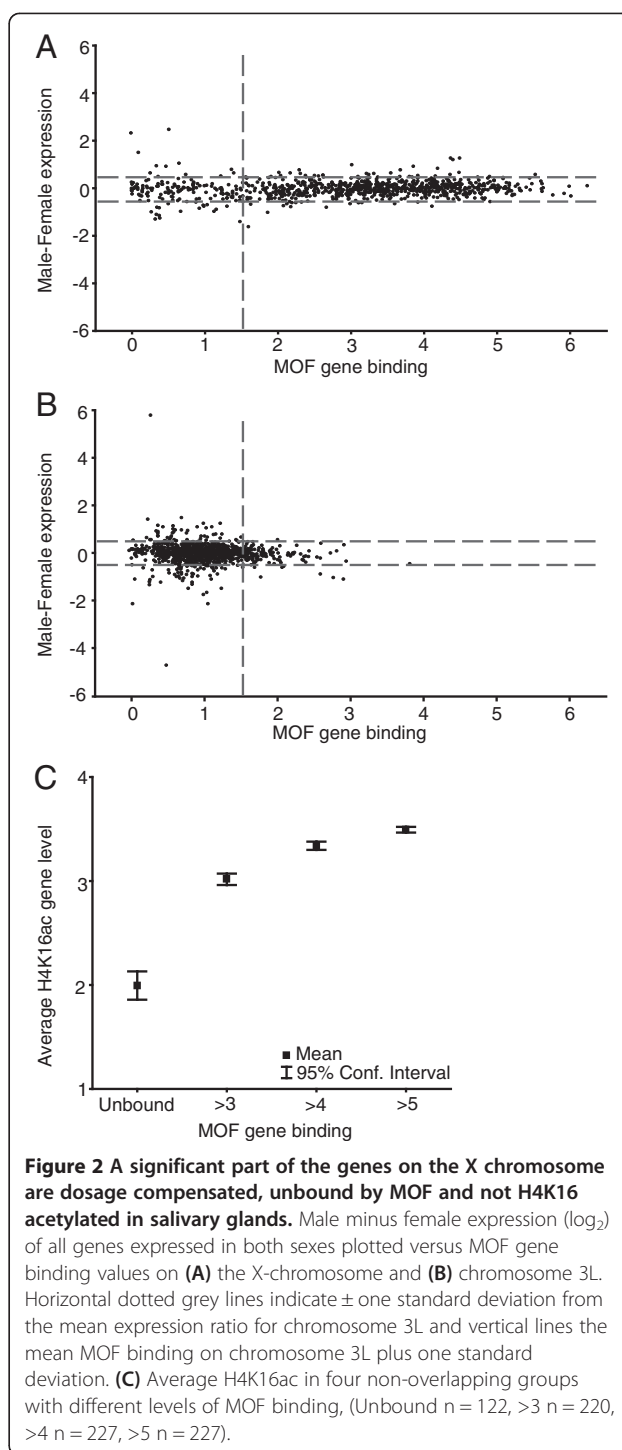 A
6
4
2
0
-2
-4
-6
Male-Female expression
0 1 2 3 4 5 6
MOF gene binding
B
6
4
2
0
-2
-4
-6
Male-Female expression
0 1 2 3 4 5 6
MOF gene binding
C
4
3
2
1
Average H4K16ac gene level
Mean
95% Conf. Interval
Unbound >3 >4 >5
MOF gene binding
Figure 2 A significant part of the genes on the X chromosome
are dosage compensated, unbound by MOF and not H4K16
acetylated in salivary glands. Male minus female expression (log₂)
of all genes expressed in both sexes plotted versus MOF gene
binding values on (A) the X-chromosome and (B) chromosome 3L.
Horizontal dotted grey lines indicate ± one standard deviation from
the mean expression ratio for chromosome 3L and vertical lines the
mean MOF binding on chromosome 3L plus one standard
deviation. (C) Average H4K16ac in four non-overlapping groups
with different levels of MOF binding, (Unbound n = 122, >3 n = 220,
>4 n = 227, >5 n = 227).